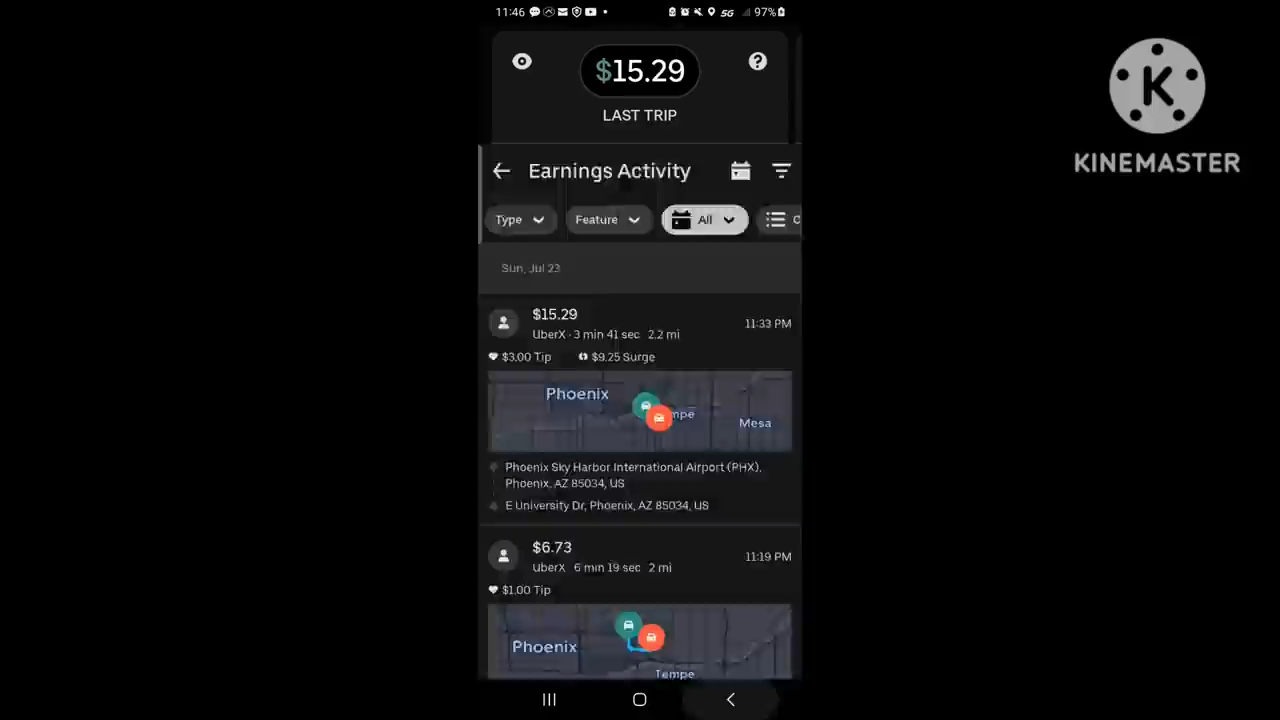 11:46 5G 97%
$15.29
LAST TRIP
K
KINEMASTER
Earnings Activity
Type Feature All C
Sun, Jul 23
$15.29 11:33 PM
UberX · 3 min 41 sec 2.2 mi
$3.00 Tip $9.25 Surge
Phoenix
mpe
Mesa
Phoenix Sky Harbor International Airport (PHX),
Phoenix, AZ 85034, US
E University Dr, Phoenix, AZ 85034, US
$6.73 11:19 PM
UberX 6 min 19 sec 2 mi
$1.00 Tip
Phoenix
Tempe